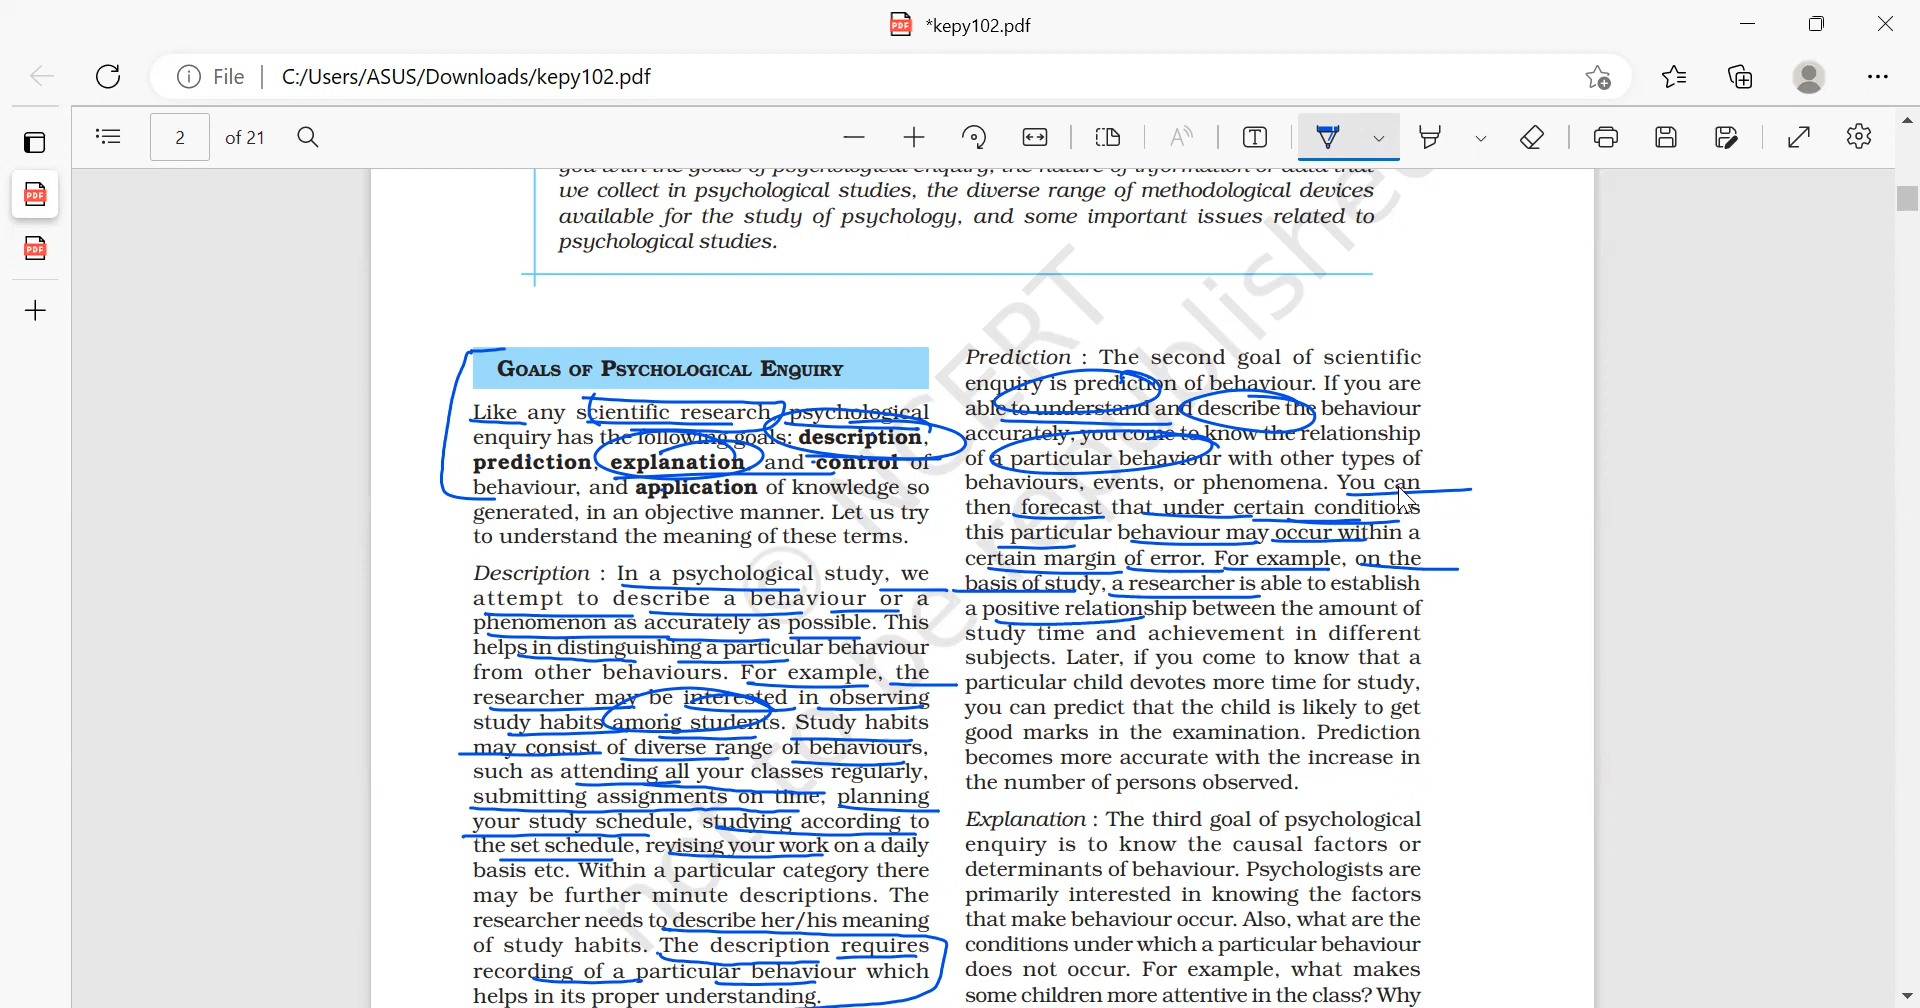 *kepy102.pdf
File
C:/Users/ASUS/Downloads/kepy102.pdf
2 of 21
we collect in psychological studies, the diverse range of methodological devices
available for the study of psychology, and some important issues related to
psychological studies.
GOALS OF PSYCHOLOGICAL ENQUIRY
Like any scientific research, psychological
enquiry has the following goals: description,
prediction, explanation, and control of
behaviour, and application of knowledge so
generated, in an objective manner. Let us try
to understand the meaning of these terms.
Description : In a psychological study, we
attempt to describe a behaviour or a
phenomenon as accurately as possible. This
helps in distinguishing a particular behaviour
from other behaviours. For example, the
researcher may be interested in observing
study habits among students. Study habits
may consist of diverse range of behaviours,
such as attending all your classes regularly,
submitting assignments on time, planning
your study schedule, studying according to
the set schedule, revising your work on a daily
basis etc. Within a particular category there
may be further minute descriptions. The
researcher needs to describe her/his meaning
of study habits. The description requires
recording of a particular behaviour which
helps in its proper understanding.
Prediction : The second goal of scientific
enquiry is prediction of behaviour. If you are
able to understand and describe the behaviour
accurately, you come to know the relationship
of a particular behaviour with other types of
behaviours, events, or phenomena. You can
then forecast that under certain conditions
this particular behaviour may occur within a
certain margin of error. For example, on the
basis of study, a researcher is able to establish
a positive relationship between the amount of
study time and achievement in different
subjects. Later, if you come to know that a
particular child devotes more time for study,
you can predict that the child is likely to get
good marks in the examination. Prediction
becomes more accurate with the increase in
the number of persons observed.
Explanation : The third goal of psychological
enquiry is to know the causal factors or
determinants of behaviour. Psychologists are
primarily interested in knowing the factors
that make behaviour occur. Also, what are the
conditions under which a particular behaviour
does not occur. For example, what makes
some children more attentive in the class? Why
© NCERT
not to be republished